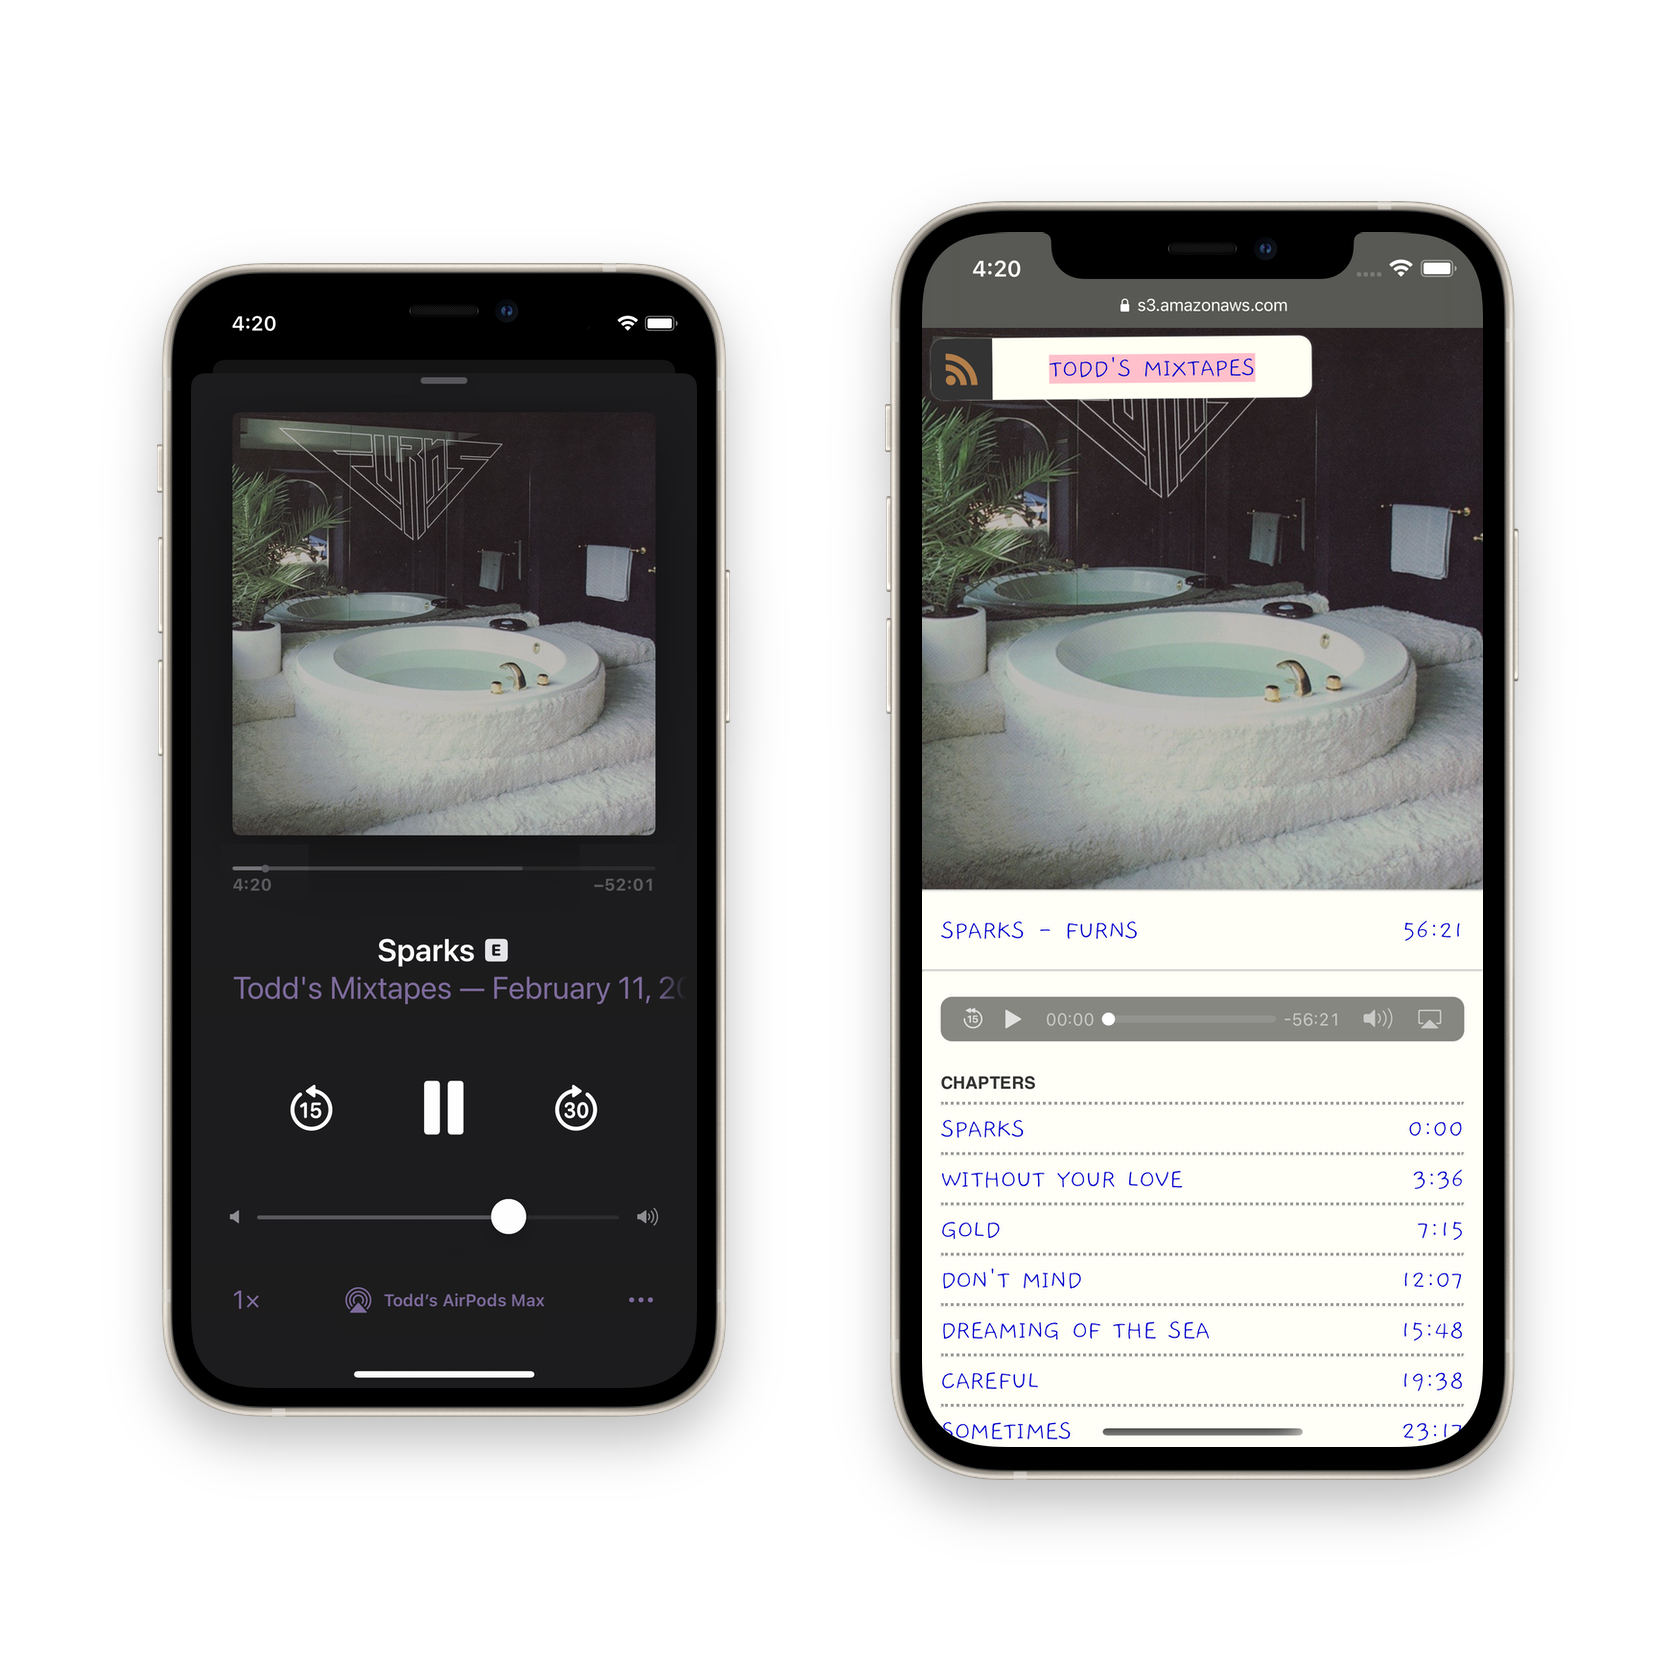 4:20
FURNS
4:20
–52:01
Sparks E
Todd's Mixtapes — February 11, 20
15
30
1×
Todd's AirPods Max
4:20
s3.amazonaws.com
TODD'S MIXTAPES
SPARKS - FURNS 56:21
15 00:00 -56:21
CHAPTERS
SPARKS 0:00
WITHOUT YOUR LOVE 3:36
GOLD 7:15
DON'T MIND 12:07
DREAMING OF THE SEA 15:48
CAREFUL 19:38
SOMETIMES 23:17